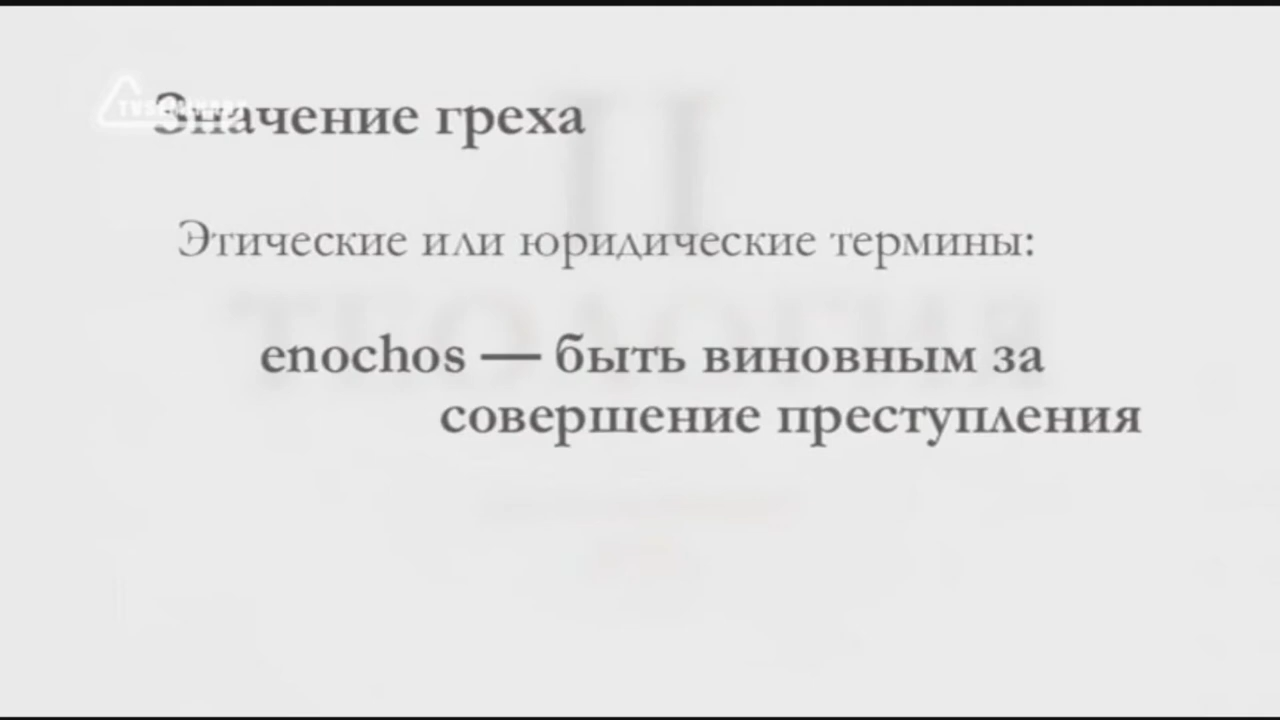 Значение греха
Этические или юридические термины:
enochos — быть виновным за
совершение преступления